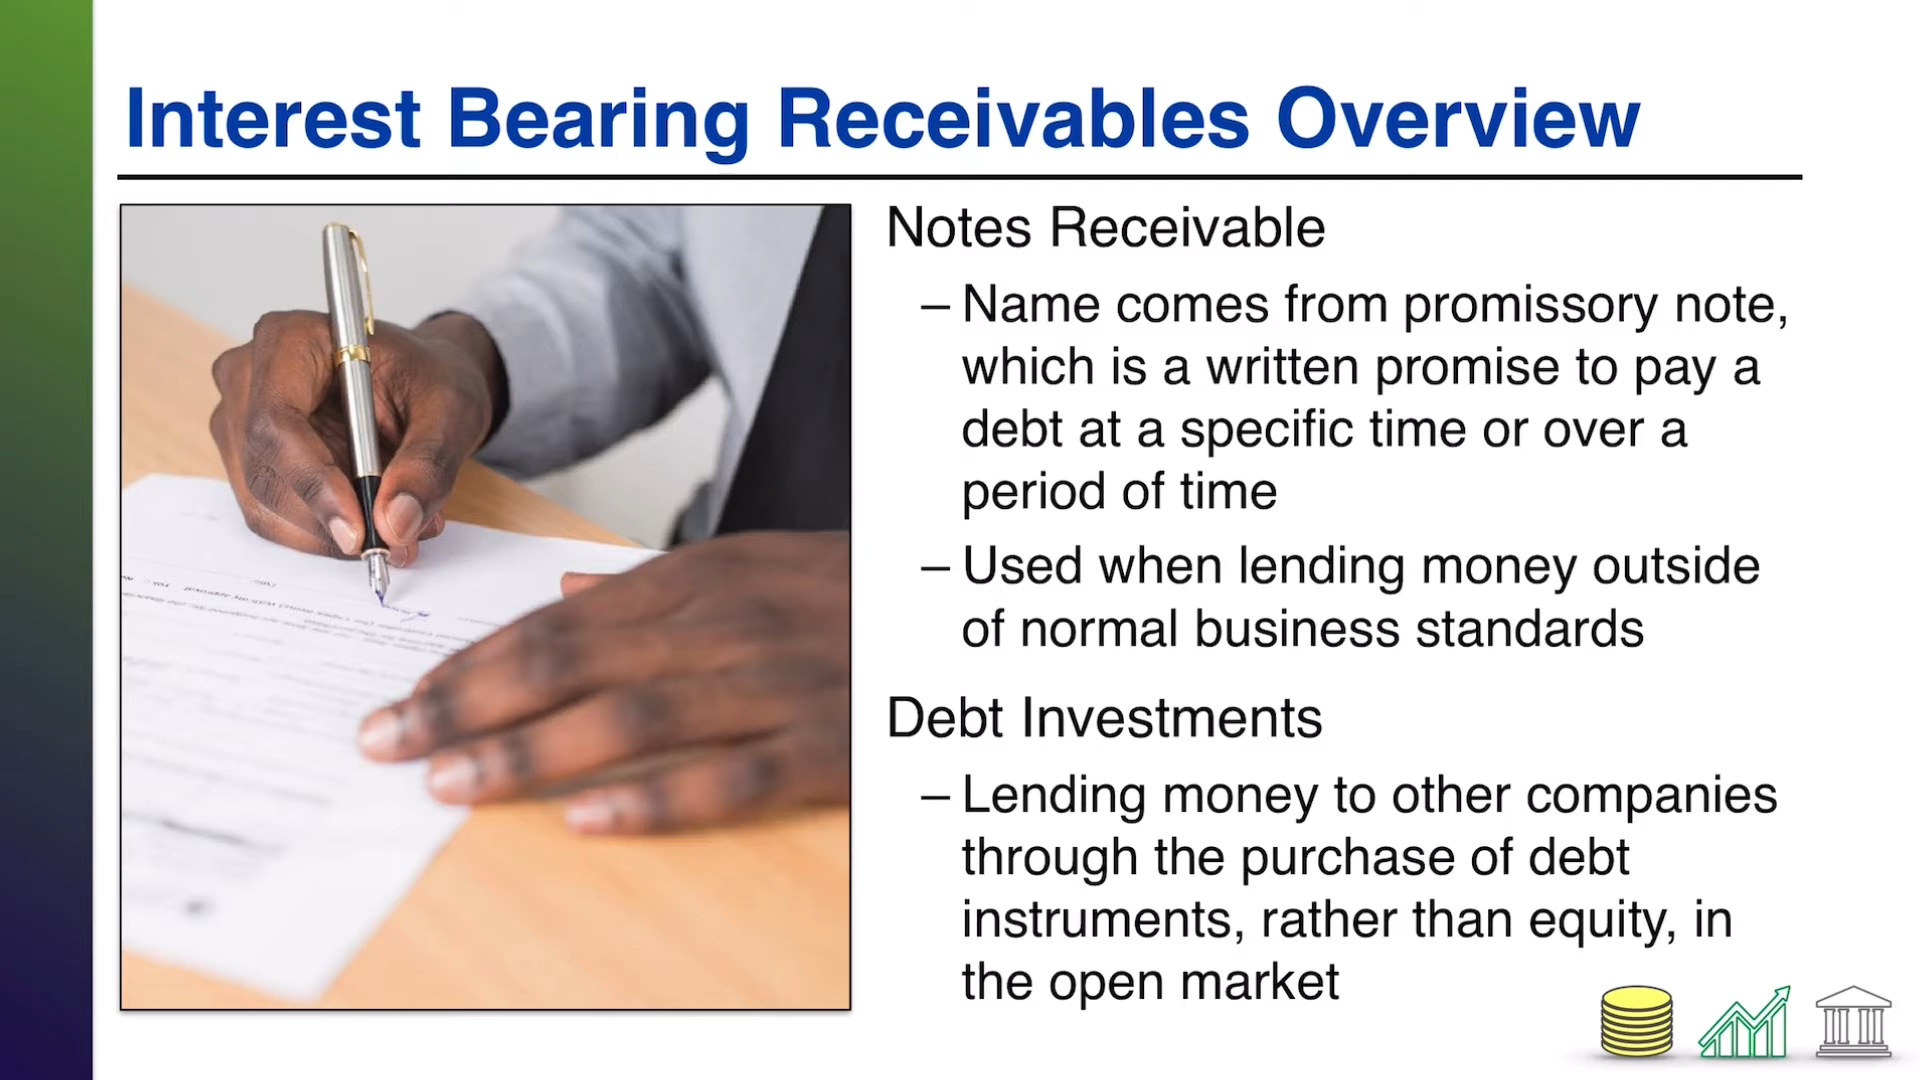 Interest Bearing Receivables Overview
Notes Receivable
– Name comes from promissory note,
which is a written promise to pay a
debt at a specific time or over a
period of time
– Used when lending money outside
of normal business standards
Debt Investments
– Lending money to other companies
through the purchase of debt
instruments, rather than equity, in
the open market